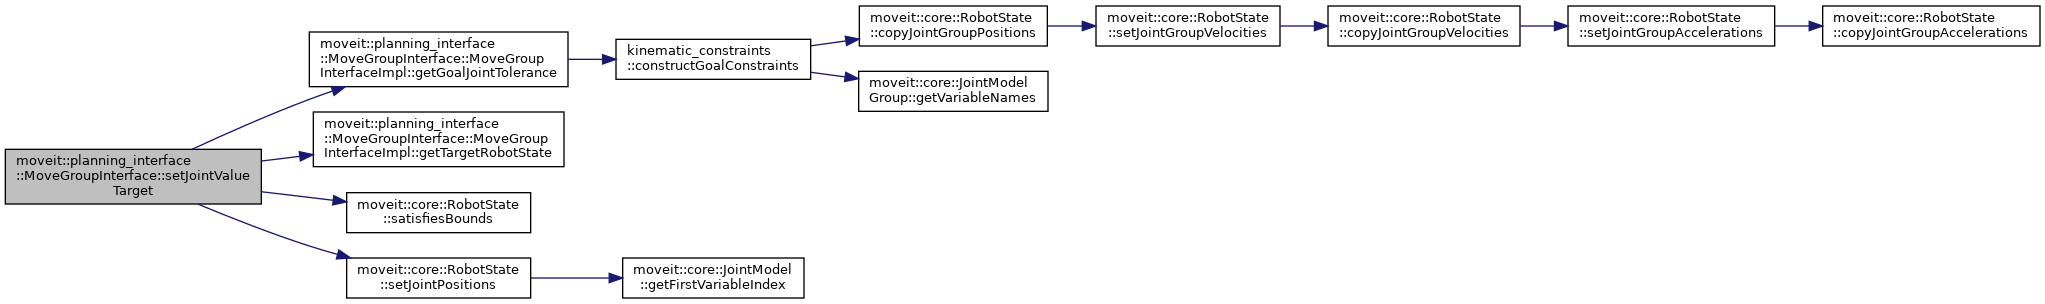 moveit::planning_interface
::MoveGroupInterface::setJointValue
Target
moveit::planning_interface
::MoveGroupInterface::MoveGroup
InterfaceImpl::getGoalJointTolerance
moveit::planning_interface
::MoveGroupInterface::MoveGroup
InterfaceImpl::getTargetRobotState
moveit::core::RobotState
::satisfiesBounds
moveit::core::RobotState
::setJointPositions
kinematic_constraints
::constructGoalConstraints
moveit::core::JointModel
::getFirstVariableIndex
moveit::core::RobotState
::copyJointGroupPositions
moveit::core::JointModel
Group::getVariableNames
moveit::core::RobotState
::setJointGroupVelocities
moveit::core::RobotState
::copyJointGroupVelocities
moveit::core::RobotState
::setJointGroupAccelerations
moveit::core::RobotState
::copyJointGroupAccelerations